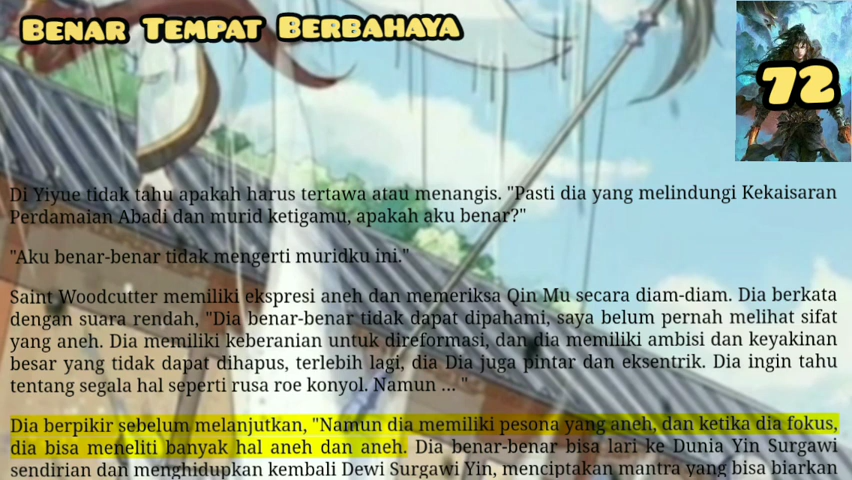 BENAR TEMPAT BERBAHAYA
72
Di Yiyue tidak tahu apakah harus tertawa atau menangis. "Pasti dia yang melindungi Kekaisaran
Perdamaian Abadi dan murid ketigamu, apakah aku benar?"
"Aku benar-benar tidak mengerti muridku ini."
Saint Woodcutter memiliki ekspresi aneh dan memeriksa Qin Mu secara diam-diam. Dia berkata
dengan suara rendah, "Dia benar-benar tidak dapat dipahami, saya belum pernah melihat sifat
yang aneh. Dia memiliki keberanian untuk direformasi, dan dia memiliki ambisi dan keyakinan
besar yang tidak dapat dihapus, terlebih lagi, dia Dia juga pintar dan eksentrik. Dia ingin tahu
tentang segala hal seperti rusa roe konyol. Namun ... "
Dia berpikir sebelum melanjutkan, "Namun dia memiliki pesona yang aneh, dan ketika dia fokus,
dia bisa meneliti banyak hal aneh dan aneh. Dia benar-benar bisa lari ke Dunia Yin Surgawi
sendirian dan menghidupkan kembali Dewi Surgawi Yin, menciptakan mantra yang bisa biarkan